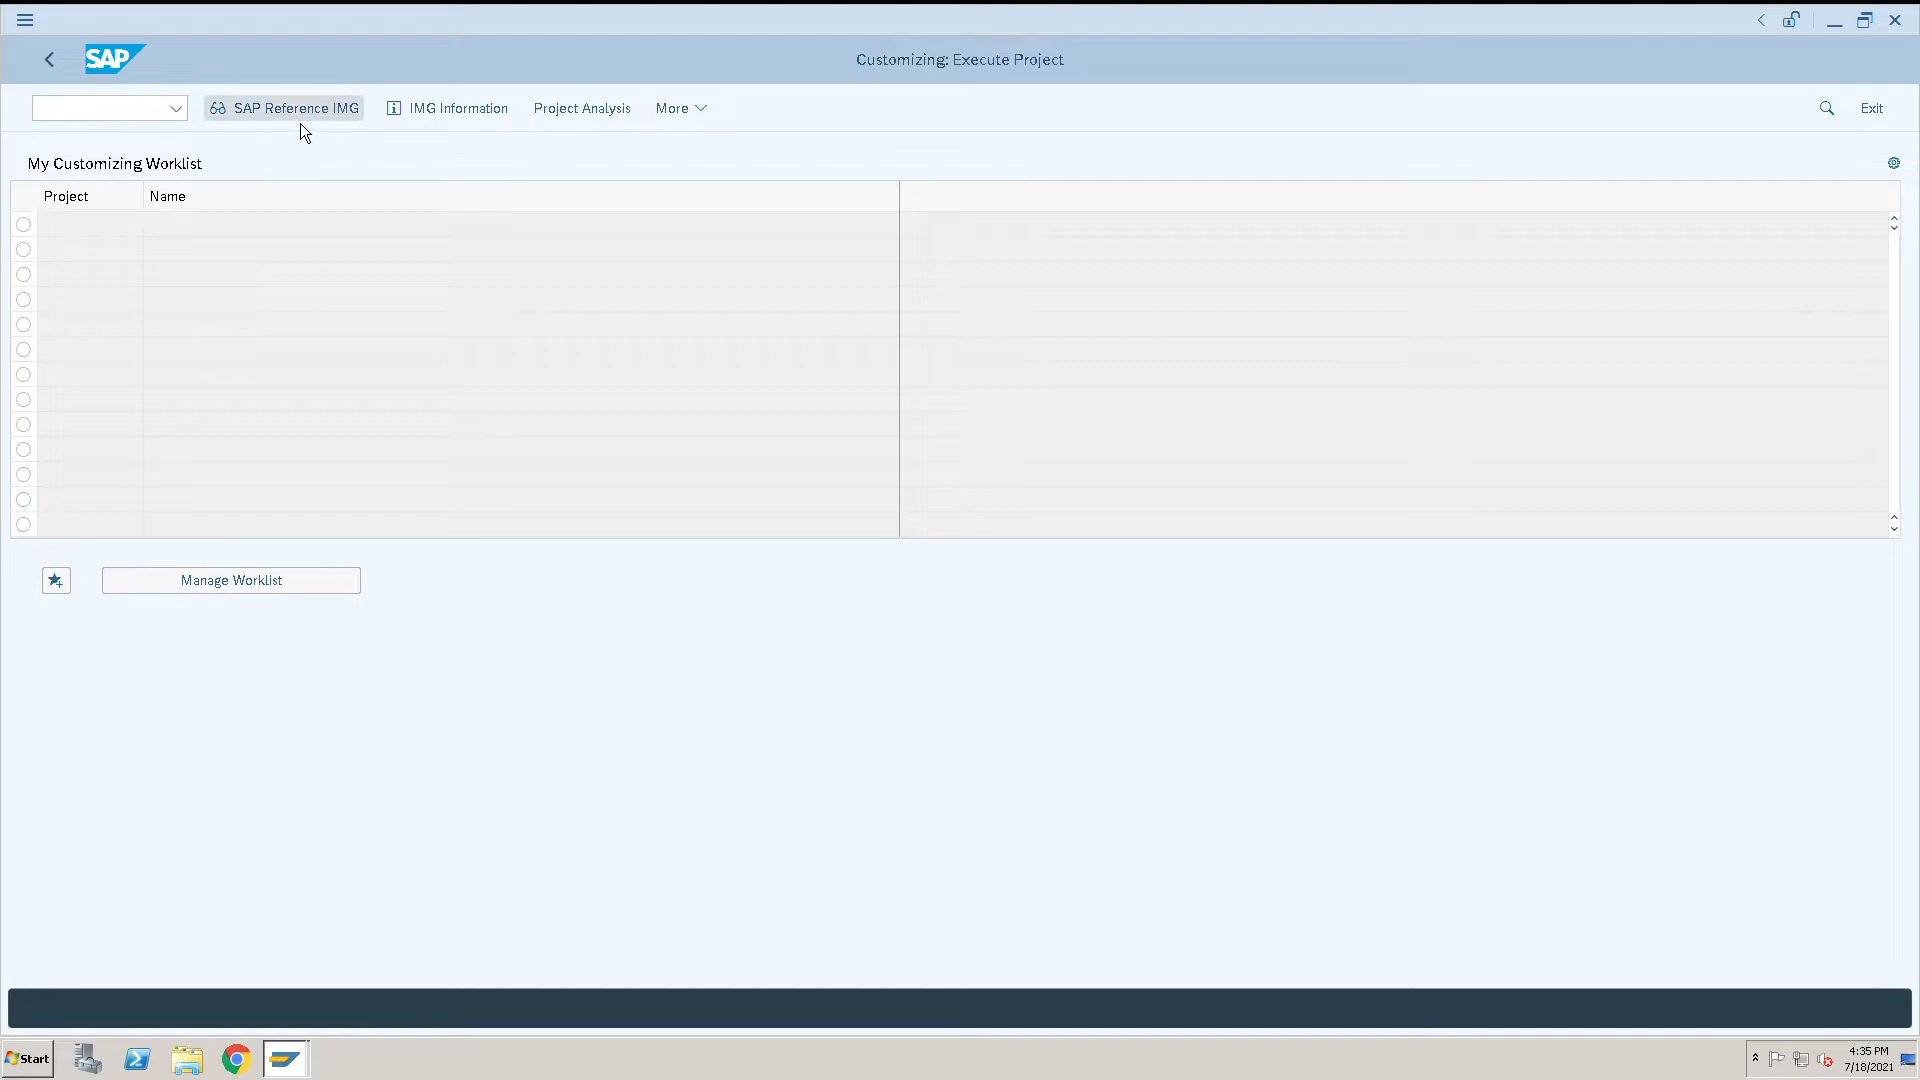 SAP
Customizing: Execute Project
SAP Reference IMG
IMG Information
Project Analysis
More
Exit
My Customizing Worklist
Project
Name
Manage Worklist
Start
4:35 PM
7/18/2021